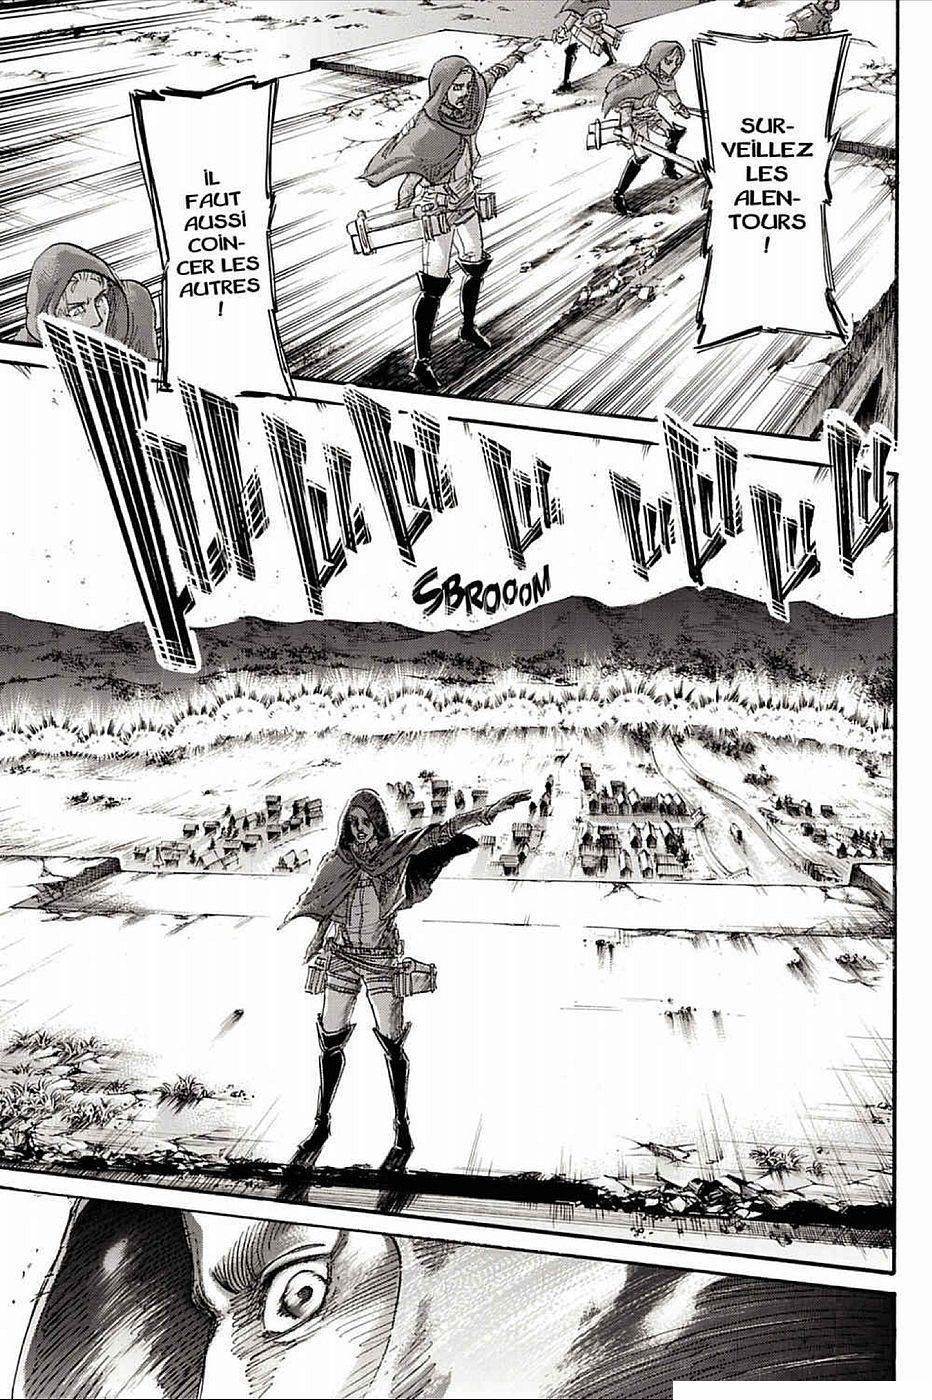 SUR-
VEILLEZ
LES
ALEN-
TOURS
!
IL
FAUT
AUSSI
COIN-
CER LES
AUTRES
!
SBROOOM